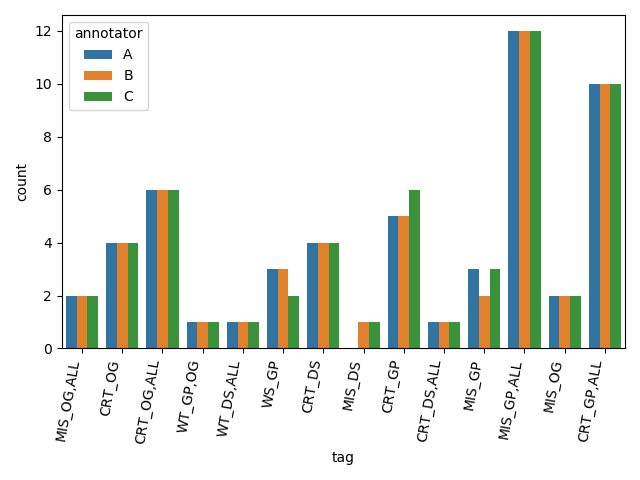 annotator
A
B
C
count
12
10
8
6
4
2
0
MIS_OG,ALL
CRT_OG
CRT_OG,ALL
WT_GP,OG
WT_DS,ALL
WS_GP
CRT_DS
MIS_DS
CRT_GP
CRT_DS,ALL
MIS_GP
MIS_GP,ALL
MIS_OG
CRT_GP,ALL
tag